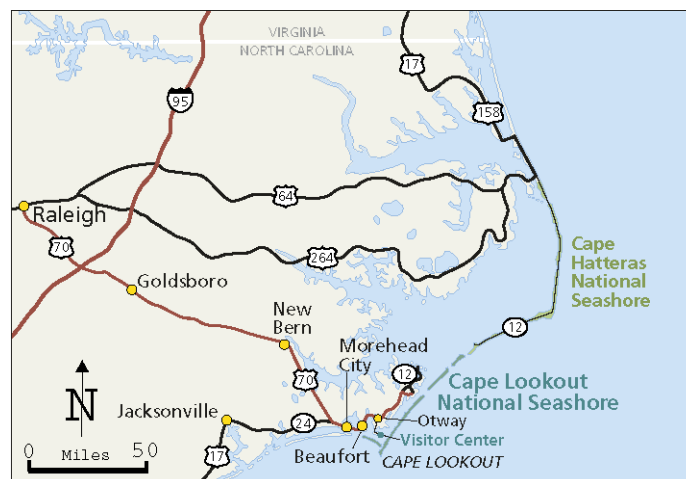 VIRGINIA
NORTH CAROLINA
17
95
158
64
Raleigh
70
264
Cape
Hatteras
National
Seashore
Goldsboro
New
Bern
12
Morehead
City
12
70
Cape Lookout
National Seashore
N
Jacksonville
24
Otway
Visitor Center
17
Beaufort
CAPE LOOKOUT
0 Miles 50